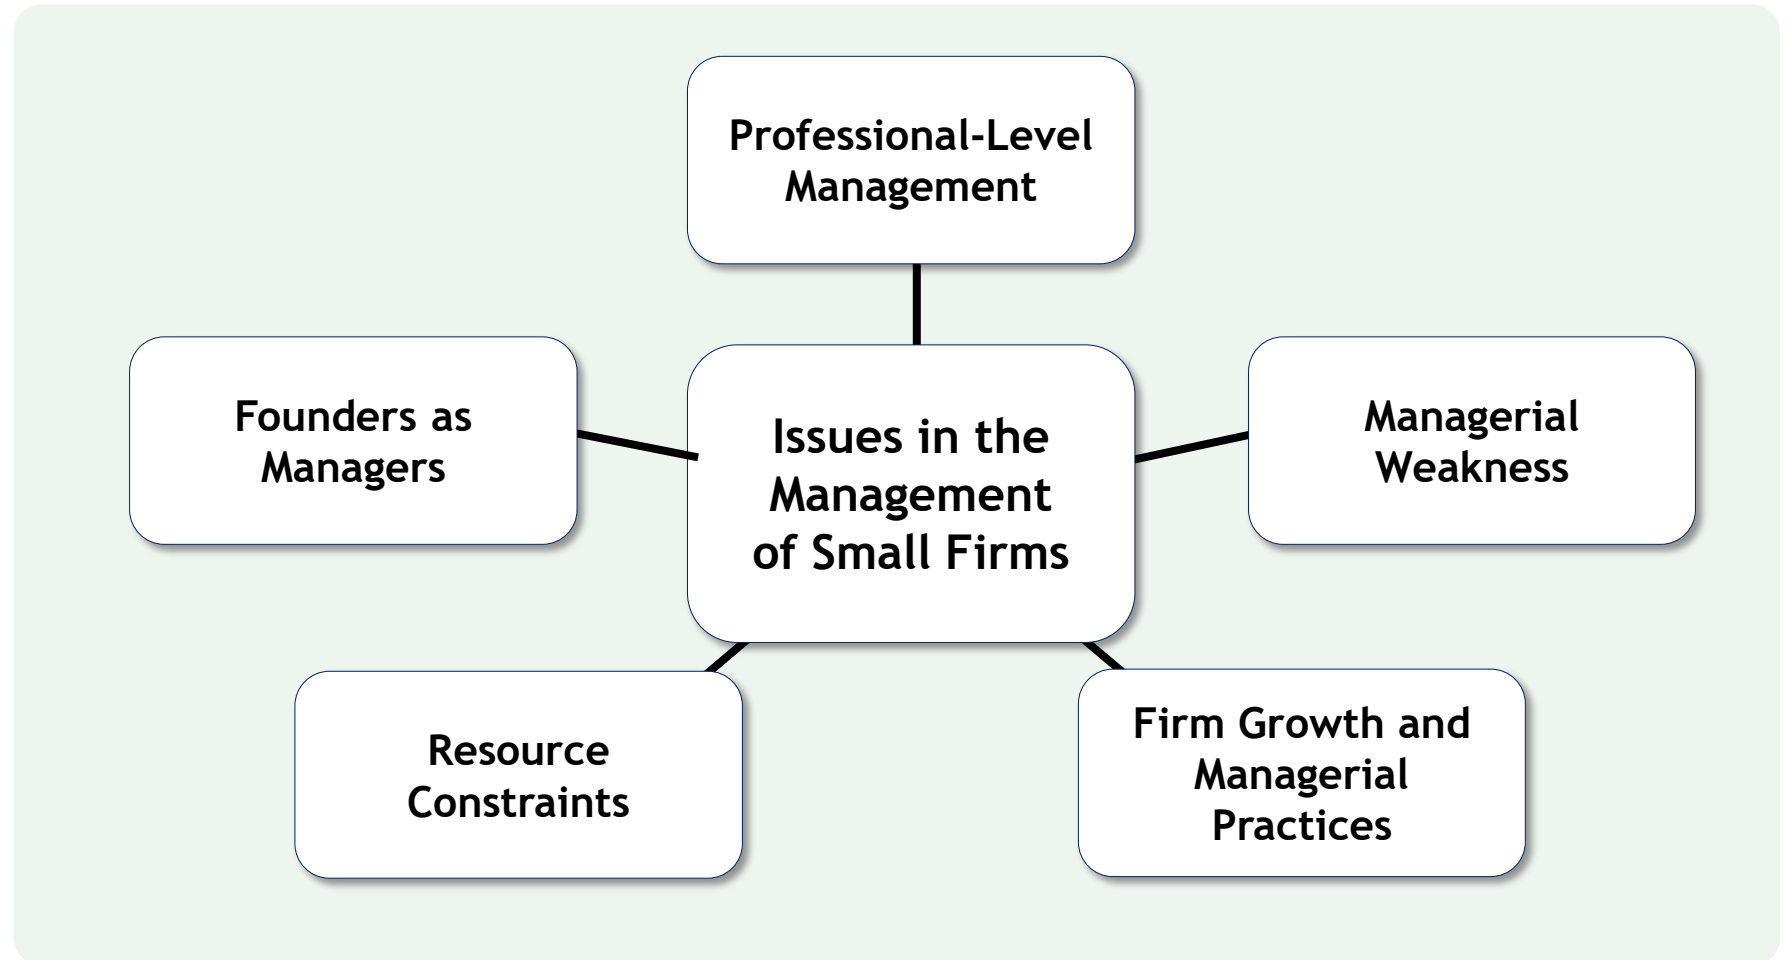 Professional-Level
Management
Founders as
Managers
Issues in the
Management
of Small Firms
Managerial
Weakness
Resource
Constraints
Firm Growth and
Managerial
Practices